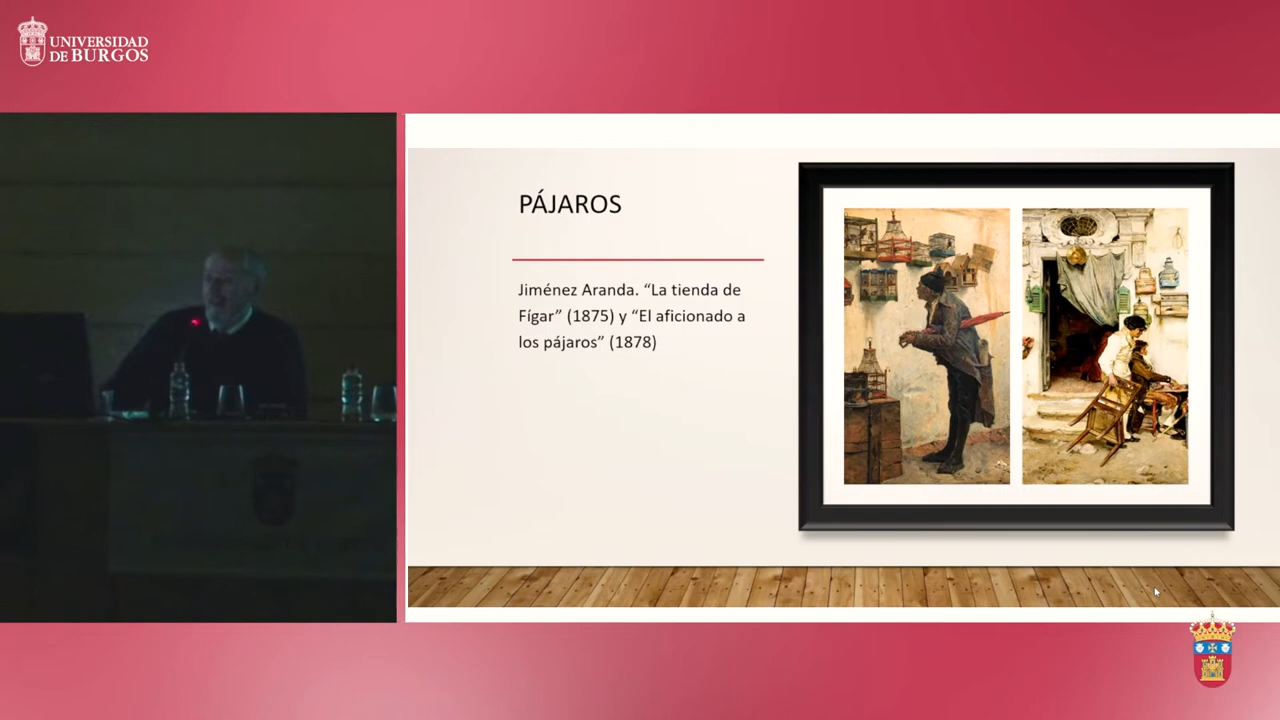 UNIVERSIDAD
DE BURGOS
PÁJAROS
Jiménez Aranda. “La tienda de
Fígar” (1875) y “El aficionado a
los pájaros” (1878)